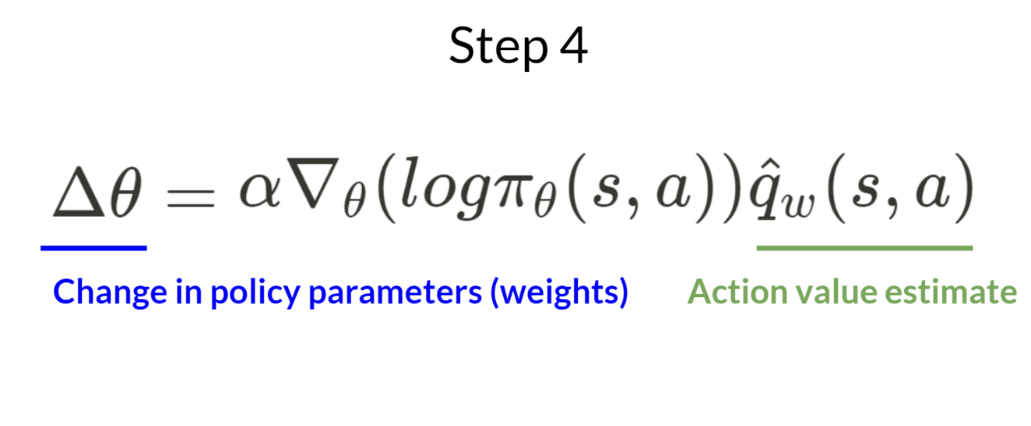 Step 4
Δθ = α∇θ(logπθ(s, a))q̂w(s, a)
Change in policy parameters (weights) Action value estimate